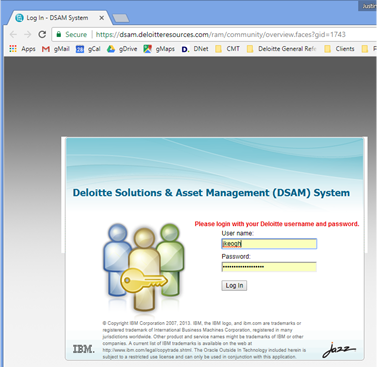 Justin
Log In - DSAM System
Secure
https://dsam.deloitteresources.com/ram/community/overview.faces?gid=1743
Apps gMail 28 gCal gDrive gMaps D. DNet CMT Deloitte General Refe Clients F
Deloitte Solutions & Asset Management (DSAM) System
Please login with your Deloitte username and password.
User name:
jkeogh
Password:
Log In
© Copyright IBM Corporation 2007, 2013. IBM, the IBM logo, and ibm.com are trademarks or
registered trademark of International Business Machines Corporation, registered in many
jurisdictions worldwide. Other product and service names might be trademarks of IBM or other
companies. A current list of IBM trademarks is available on the web at
http://www.ibm.com/legal/copytrade.shtml. The Oracle Outside In Technology included herein is
subject to a restricted use license and can only be used in conjunction with this application.
IBM.
jazz